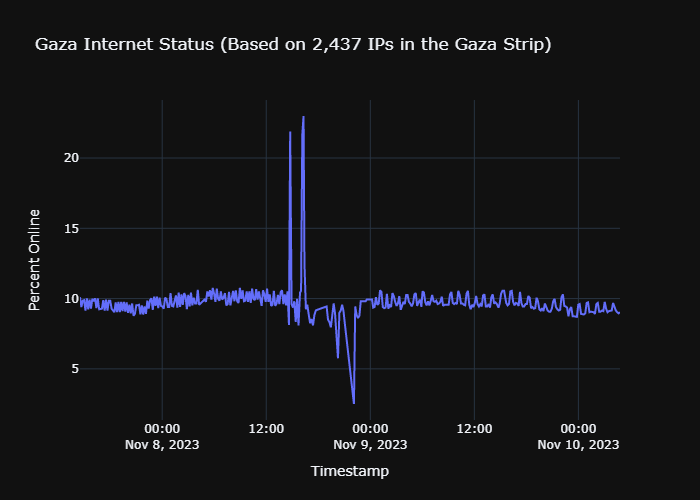 Gaza Internet Status (Based on 2,437 IPs in the Gaza Strip)
Percent Online
20
15
10
5
00:00 12:00 00:00 12:00 00:00
Nov 8, 2023 Nov 9, 2023 Nov 10, 2023
Timestamp